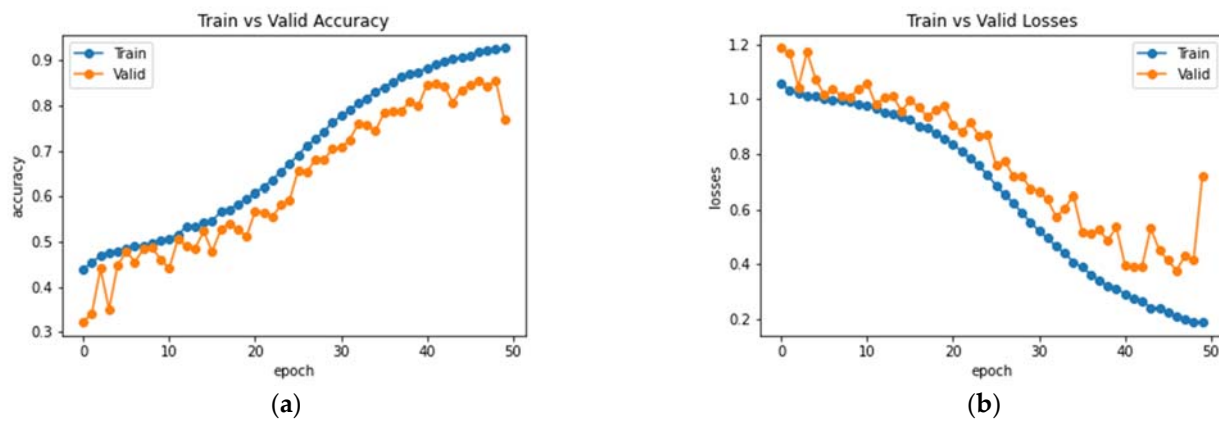 Train vs Valid Accuracy
Train
Valid
0.9
0.8
0.7
0.6
0.5
0.4
0.3
accuracy
0 10 20 30 40 50
epoch
(a)
Train vs Valid Losses
Train
Valid
1.2
1.0
0.8
0.6
0.4
0.2
losses
0 10 20 30 40 50
epoch
(b)